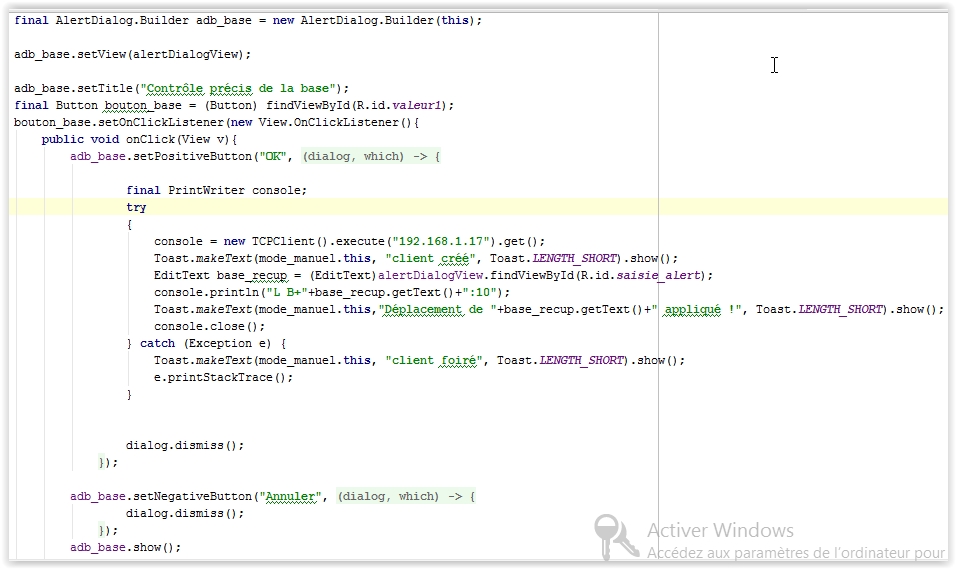 final AlertDialog.Builder adb_base = new AlertDialog.Builder(this);
adb_base.setView(alertDialogView);
adb_base.setTitle("Contrôle précis de la base");
final Button bouton_base = (Button) findViewById(R.id.valeur1);
bouton_base.setOnClickListener(new View.OnClickListener(){
public void onClick(View v){
adb_base.setPositiveButton("OK", (dialog, which) -> {
final PrintWriter console;
try
{
console = new TCPClient().execute("192.168.1.17").get();
Toast.makeText(mode_manuel.this, "client créé", Toast.LENGTH_SHORT).show();
EditText base_recup = (EditText)alertDialogView.findViewById(R.id.saisie_alert);
console.println("L B+"+base_recup.getText()+":10");
Toast.makeText(mode_manuel.this,"Déplacement de "+base_recup.getText()+" appliqué !", Toast.LENGTH_SHORT).show();
console.close();
} catch (Exception e) {
Toast.makeText(mode_manuel.this, "client foiré", Toast.LENGTH_SHORT).show();
e.printStackTrace();
}
dialog.dismiss();
});
adb_base.setNegativeButton("Annuler", (dialog, which) -> {
dialog.dismiss();
});
adb_base.show();
Activer Windows
Accédez aux paramètres de l'ordinateur pour